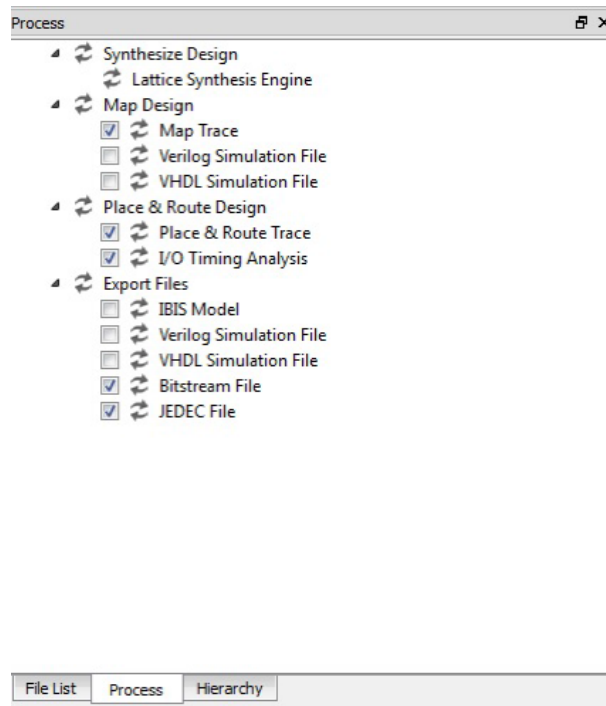 Process
Synthesize Design
Lattice Synthesis Engine
Map Design
Map Trace
Verilog Simulation File
VHDL Simulation File
Place & Route Design
Place & Route Trace
I/O Timing Analysis
Export Files
IBIS Model
Verilog Simulation File
VHDL Simulation File
Bitstream File
JEDEC File
File List Process Hierarchy